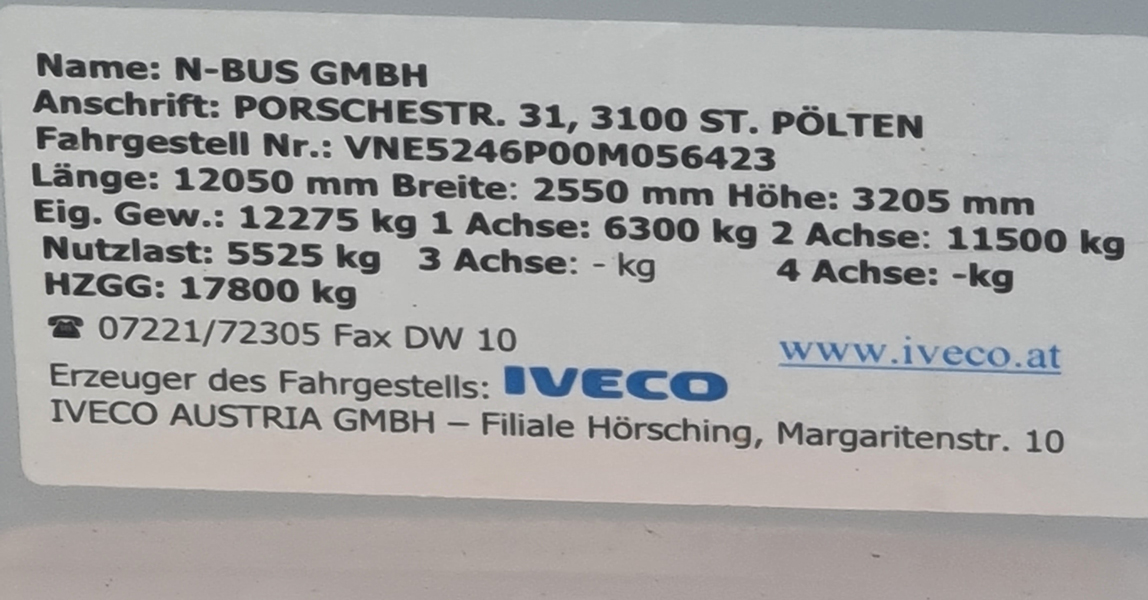 Name: N-BUS GMBH
Anschrift: PORSCHESTR. 31, 3100 ST. PÖLTEN
Fahrgestell Nr.: VNE5246P00M056423
Länge: 12050 mm Breite: 2550 mm Höhe: 3205 mm
Eig. Gew.: 12275 kg 1 Achse: 6300 kg 2 Achse: 11500 kg
Nutzlast: 5525 kg 3 Achse: - kg 4 Achse: -kg
HZGG: 17800 kg
☎ 07221/72305 Fax DW 10 www.iveco.at
Erzeuger des Fahrgestells: IVECO
IVECO AUSTRIA GMBH – Filiale Hörsching, Margaritenstr. 10